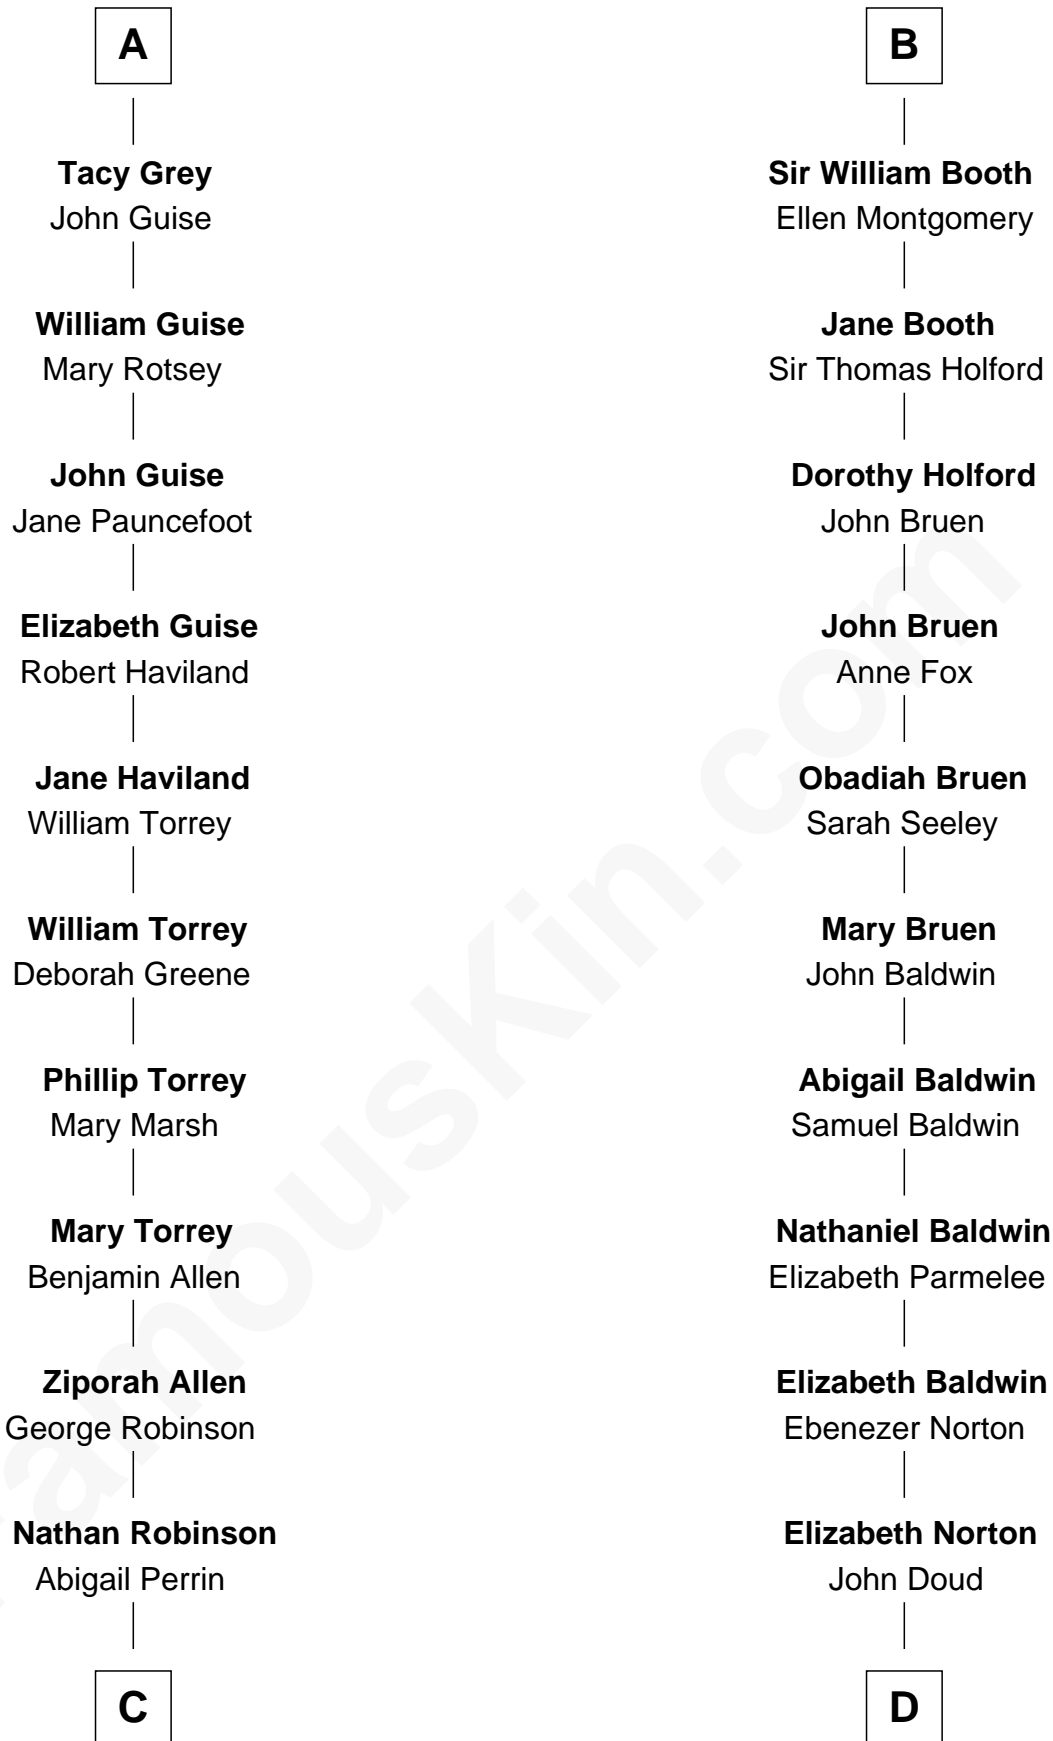 A
Tacy Grey
John Guise
William Guise
Mary Rotsey
John Guise
Jane Pauncefoot
Elizabeth Guise
Robert Haviland
Jane Haviland
William Torrey
William Torrey
Deborah Greene
Phillip Torrey
Mary Marsh
Mary Torrey
Benjamin Allen
Ziporah Allen
George Robinson
Nathan Robinson
Abigail Perrin
C
B
Sir William Booth
Ellen Montgomery
Jane Booth
Sir Thomas Holford
Dorothy Holford
John Bruen
John Bruen
Anne Fox
Obadiah Bruen
Sarah Seeley
Mary Bruen
John Baldwin
Abigail Baldwin
Samuel Baldwin
Nathaniel Baldwin
Elizabeth Parmelee
Elizabeth Baldwin
Ebenezer Norton
Elizabeth Norton
John Doud
D
FamousKin.com